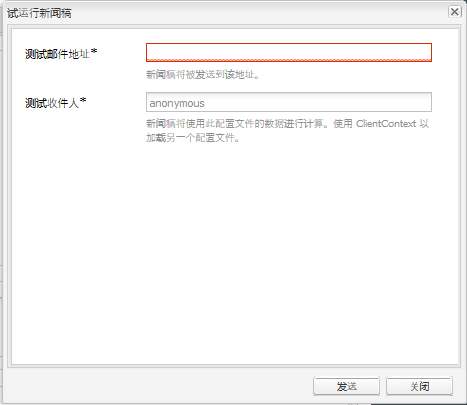 试运行新闻稿
测试邮件地址*
新闻稿将被发送到该地址。
测试收件人*
anonymous
新闻稿将使用此配置文件的数据进行计算。使用 ClientContext 以
加载另一个配置文件。
发送 关闭